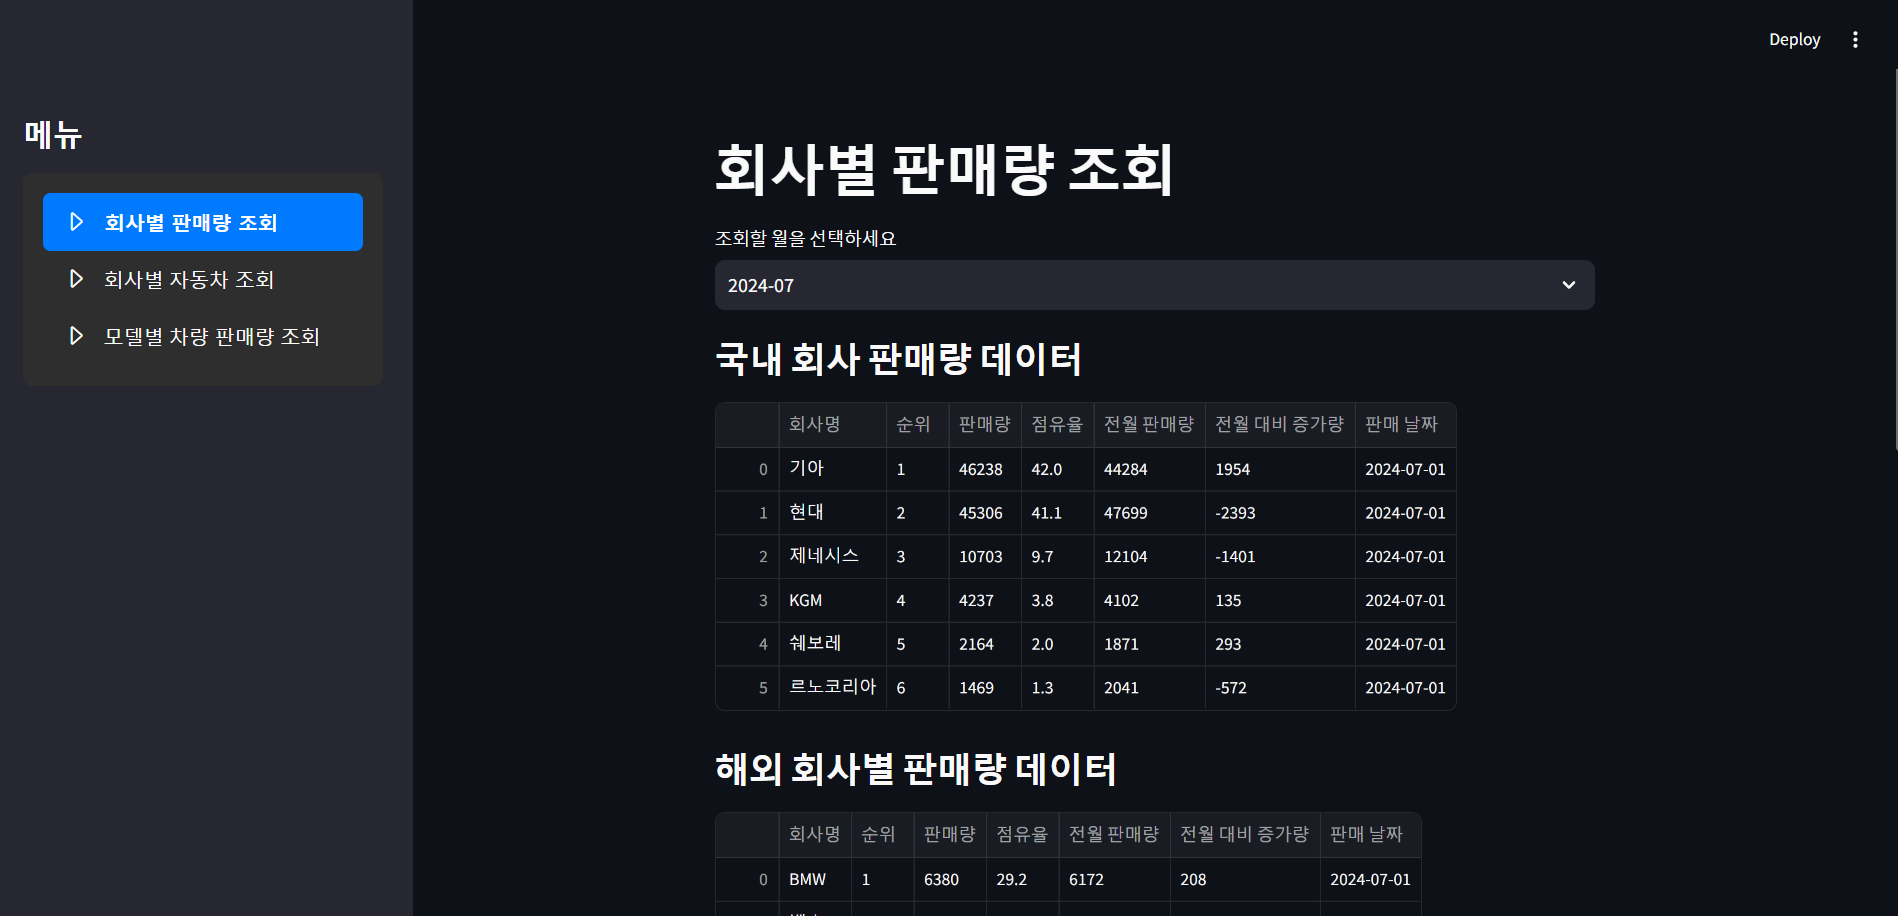 Deploy
메뉴
회사별 판매량 조회
회사별 자동차 조회
모델별 차량 판매량 조회
회사별 판매량 조회
조회할 월을 선택하세요
2024-07
국내 회사 판매량 데이터
회사명 순위 판매량 점유율 전월 판매량 전월 대비 증가량 판매 날짜
0 기아 1 46238 42.0 44284 1954 2024-07-01
1 현대 2 45306 41.1 47699 -2393 2024-07-01
2 제네시스 3 10703 9.7 12104 -1401 2024-07-01
3 KGM 4 4237 3.8 4102 135 2024-07-01
4 쉐보레 5 2164 2.0 1871 293 2024-07-01
5 르노코리아 6 1469 1.3 2041 -572 2024-07-01
해외 회사별 판매량 데이터
회사명 순위 판매량 점유율 전월 판매량 전월 대비 증가량 판매 날짜
0 BMW 1 6380 29.2 6172 208 2024-07-01